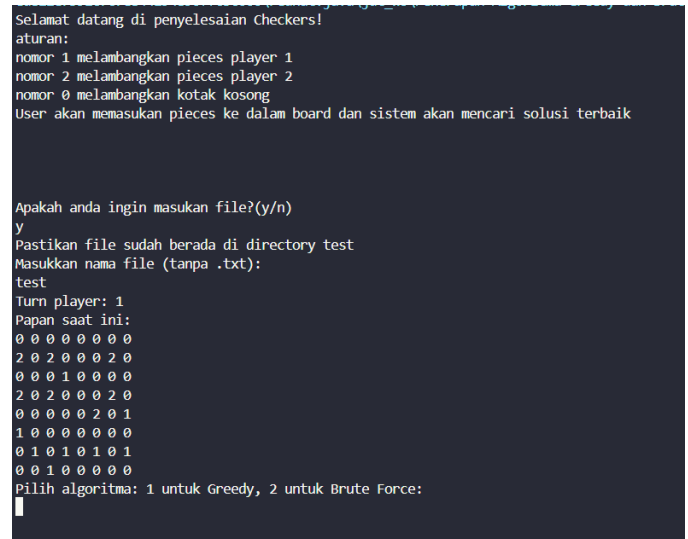 Selamat datang di penyelesaian Checkers!
aturan:
nomor 1 melambangkan pieces player 1
nomor 2 melambangkan pieces player 2
nomor 0 melambangkan kotak kosong
User akan memasukan pieces ke dalam board dan sistem akan mencari solusi terbaik
Apakah anda ingin masukan file?(y/n)
y
Pastikan file sudah berada di directory test
Masukkan nama file (tanpa .txt):
test
Turn player: 1
Papan saat ini:
0 0 0 0 0 0 0 0
2 0 2 0 0 0 2 0
0 0 0 1 0 0 0 0
2 0 2 0 0 0 2 0
0 0 0 0 0 2 0 1
1 0 0 0 0 0 0 0
0 1 0 1 0 1 0 1
0 0 1 0 0 0 0 0
Pilih algoritma: 1 untuk Greedy, 2 untuk Brute Force: